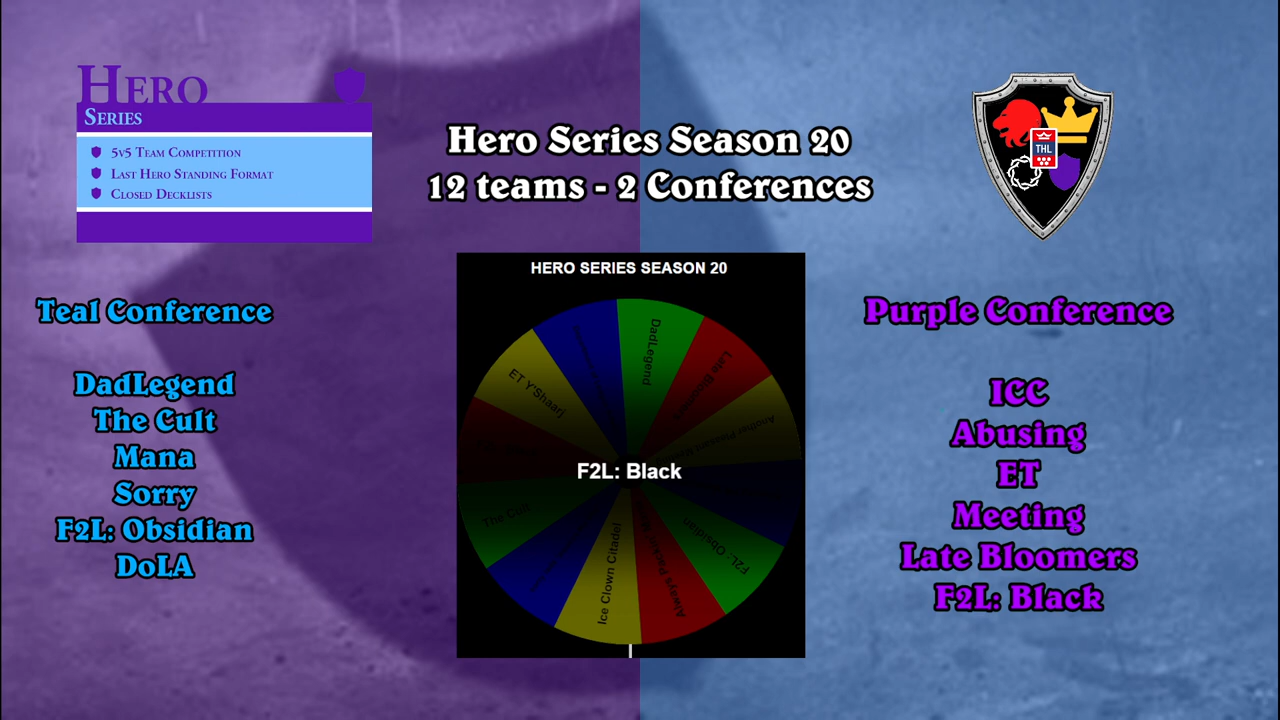 HERO
SERIES
5V5 TEAM COMPETITION
LAST HERO STANDING FORMAT
CLOSED DECKLISTS
Hero Series Season 20
12 teams - 2 Conferences
THL
Teal Conference
DadLegend
The Cult
Mana
Sorry
F2L: Obsidian
DoLA
HERO SERIES SEASON 20
DadLegend
Late Bloomers
Another
ET Y'Shaarj
F2L: Black
The Cult
F2L: Obsidian
Ice Clown Citadel
Always
Purple Conference
ICC
Abusing
ET
Meeting
Late Bloomers
F2L: Black